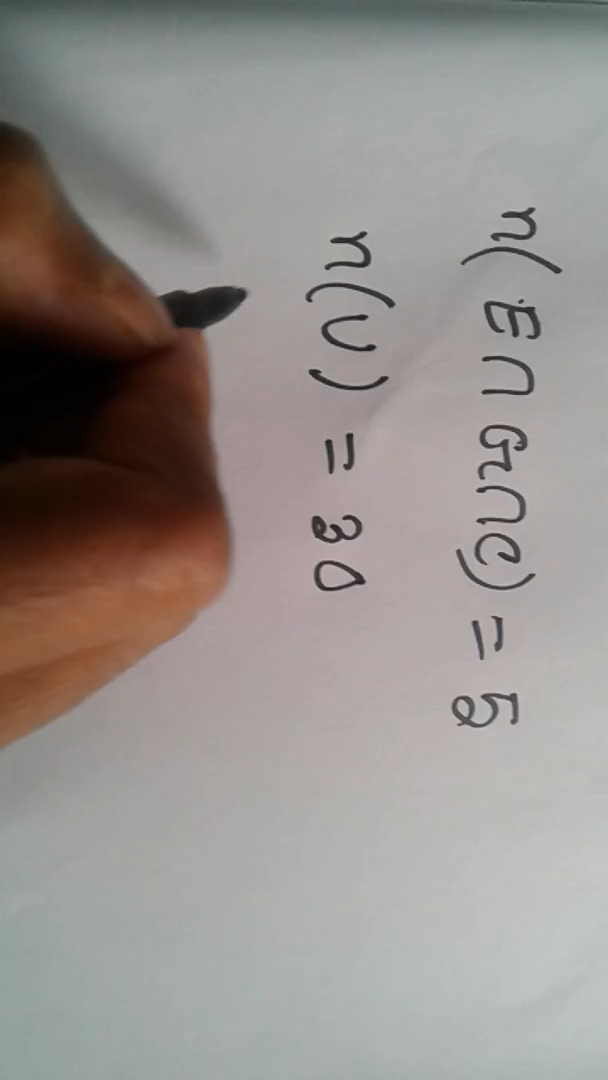 n(E ∩ G ∩ C) = 5
n(U) = 30